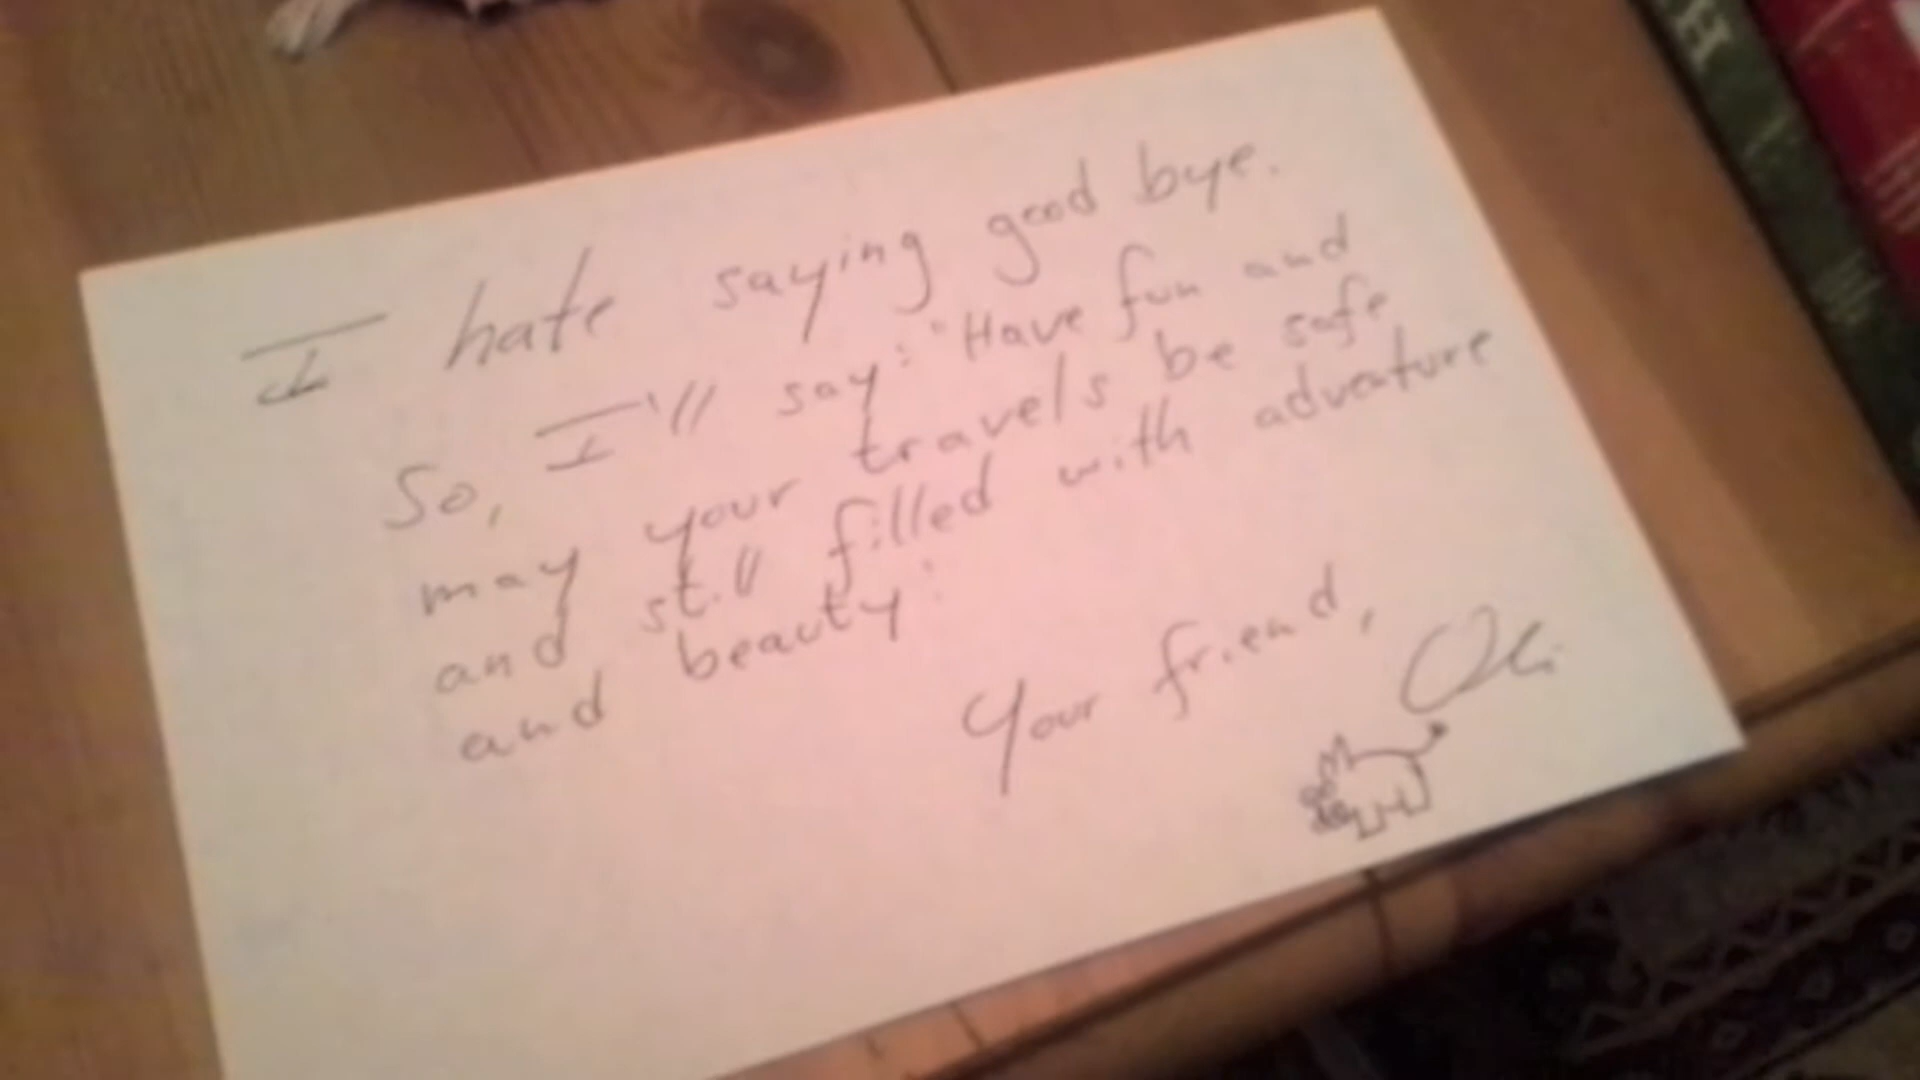 I hate saying good bye.
So, I'll say: "Have fun and
may your travels be safe
and still filled with adventure
and beauty"
Your friend,
Oli
H